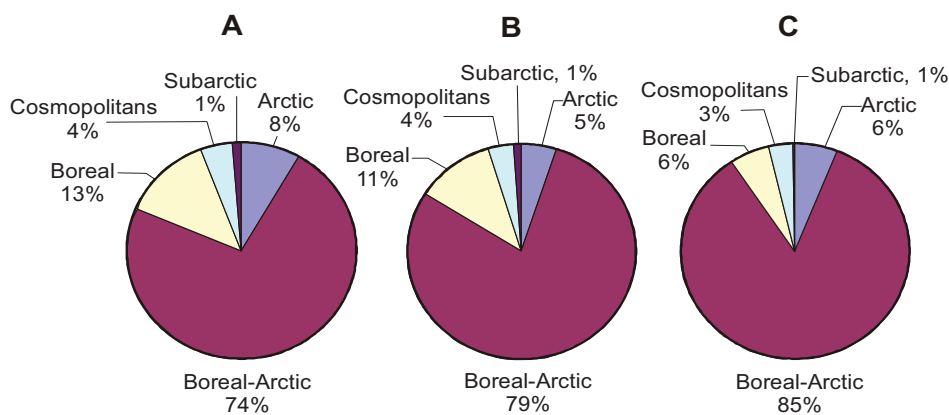 A
Subarctic
1%
Arctic
8%
Cosmopolitans
4%
Boreal
13%
Boreal-Arctic
74%
B
Subarctic, 1%
Cosmopolitans
4%
Arctic
5%
Boreal
11%
Boreal-Arctic
79%
C
Subarctic, 1%
Cosmopolitans
3%
Arctic
6%
Boreal
6%
Boreal-Arctic
85%